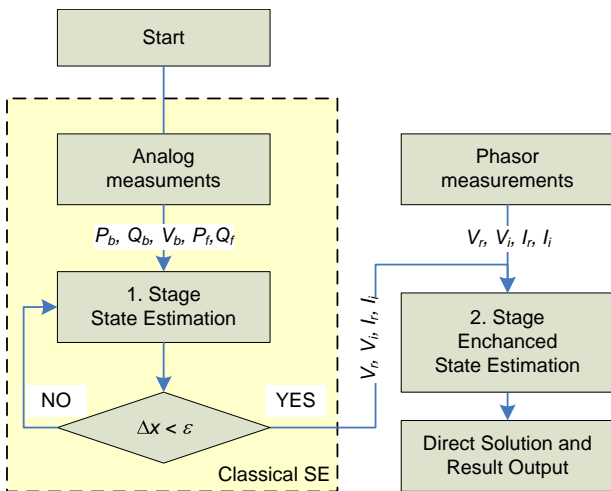 Start
Analog
measuments
P_b, Q_b, V_b, P_f,Q_f
1. Stage
State Estimation
NO
Δx < ε
YES
Classical SE
V_r, V_i, I_r, I_i
Phasor
measurements
V_r, V_i, I_r, I_i
2. Stage
Enchanced
State Estimation
Direct Solution and
Result Output